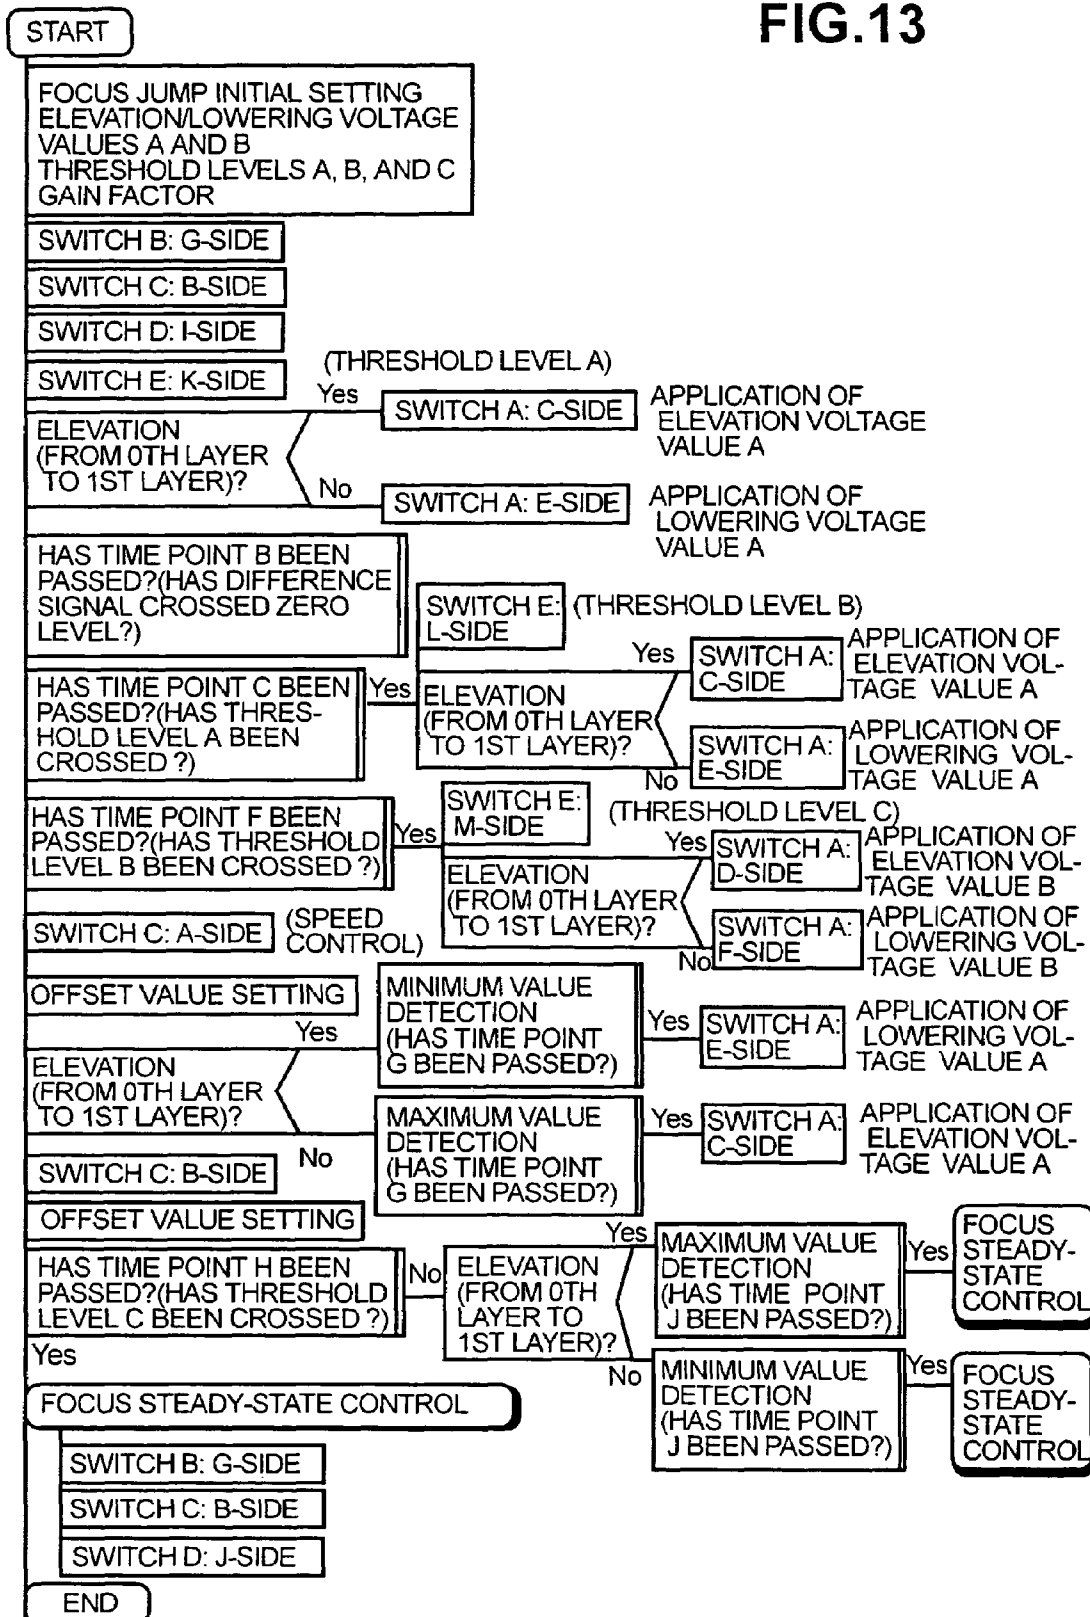 FIG.13
START
FOCUS JUMP INITIAL SETTING
ELEVATION/LOWERING VOLTAGE
VALUES A AND B
THRESHOLD LEVELS A, B, AND C
GAIN FACTOR
SWITCH B: G-SIDE
SWITCH C: B-SIDE
SWITCH D: I-SIDE
SWITCH E: K-SIDE
(THRESHOLD LEVEL A)
ELEVATION
(FROM 0TH LAYER
TO 1ST LAYER)?
Yes
SWITCH A: C-SIDE
APPLICATION OF
ELEVATION VOLTAGE
VALUE A
No
SWITCH A: E-SIDE
APPLICATION OF
LOWERING VOLTAGE
VALUE A
HAS TIME POINT B BEEN
PASSED?(HAS DIFFERENCE
SIGNAL CROSSED ZERO
LEVEL?)
HAS TIME POINT C BEEN
PASSED?(HAS THRES-
HOLD LEVEL A BEEN
CROSSED ?)
Yes
SWITCH E:
L-SIDE
(THRESHOLD LEVEL B)
ELEVATION
(FROM 0TH LAYER
TO 1ST LAYER)?
Yes
SWITCH A:
C-SIDE
APPLICATION OF
ELEVATION VOL-
TAGE VALUE A
No
SWITCH A:
E-SIDE
APPLICATION OF
LOWERING VOL-
TAGE VALUE A
HAS TIME POINT F BEEN
PASSED?(HAS THRESHOLD
LEVEL B BEEN CROSSED ?)
Yes
SWITCH E:
M-SIDE
(THRESHOLD LEVEL C)
ELEVATION
(FROM 0TH LAYER
TO 1ST LAYER)?
Yes
SWITCH A:
D-SIDE
APPLICATION OF
ELEVATION VOL-
TAGE VALUE B
No
SWITCH A:
F-SIDE
APPLICATION OF
LOWERING VOL-
TAGE VALUE B
SWITCH C: A-SIDE
(SPEED
CONTROL)
OFFSET VALUE SETTING
ELEVATION
(FROM 0TH LAYER
TO 1ST LAYER)?
Yes
MINIMUM VALUE
DETECTION
(HAS TIME POINT
G BEEN PASSED?)
Yes
SWITCH A:
E-SIDE
APPLICATION OF
LOWERING VOL-
TAGE VALUE A
No
MAXIMUM VALUE
DETECTION
(HAS TIME POINT
G BEEN PASSED?)
Yes
SWITCH A:
C-SIDE
APPLICATION OF
ELEVATION VOL-
TAGE VALUE A
SWITCH C: B-SIDE
OFFSET VALUE SETTING
HAS TIME POINT H BEEN
PASSED?(HAS THRESHOLD
LEVEL C BEEN CROSSED ?)
No
ELEVATION
(FROM 0TH
LAYER TO
1ST LAYER)?
Yes
MAXIMUM VALUE
DETECTION
(HAS TIME POINT
J BEEN PASSED?)
Yes
FOCUS
STEADY-
STATE
CONTROL
No
MINIMUM VALUE
DETECTION
(HAS TIME POINT
J BEEN PASSED?)
Yes
FOCUS
STEADY-
STATE
CONTROL
Yes
FOCUS STEADY-STATE CONTROL
SWITCH B: G-SIDE
SWITCH C: B-SIDE
SWITCH D: J-SIDE
END